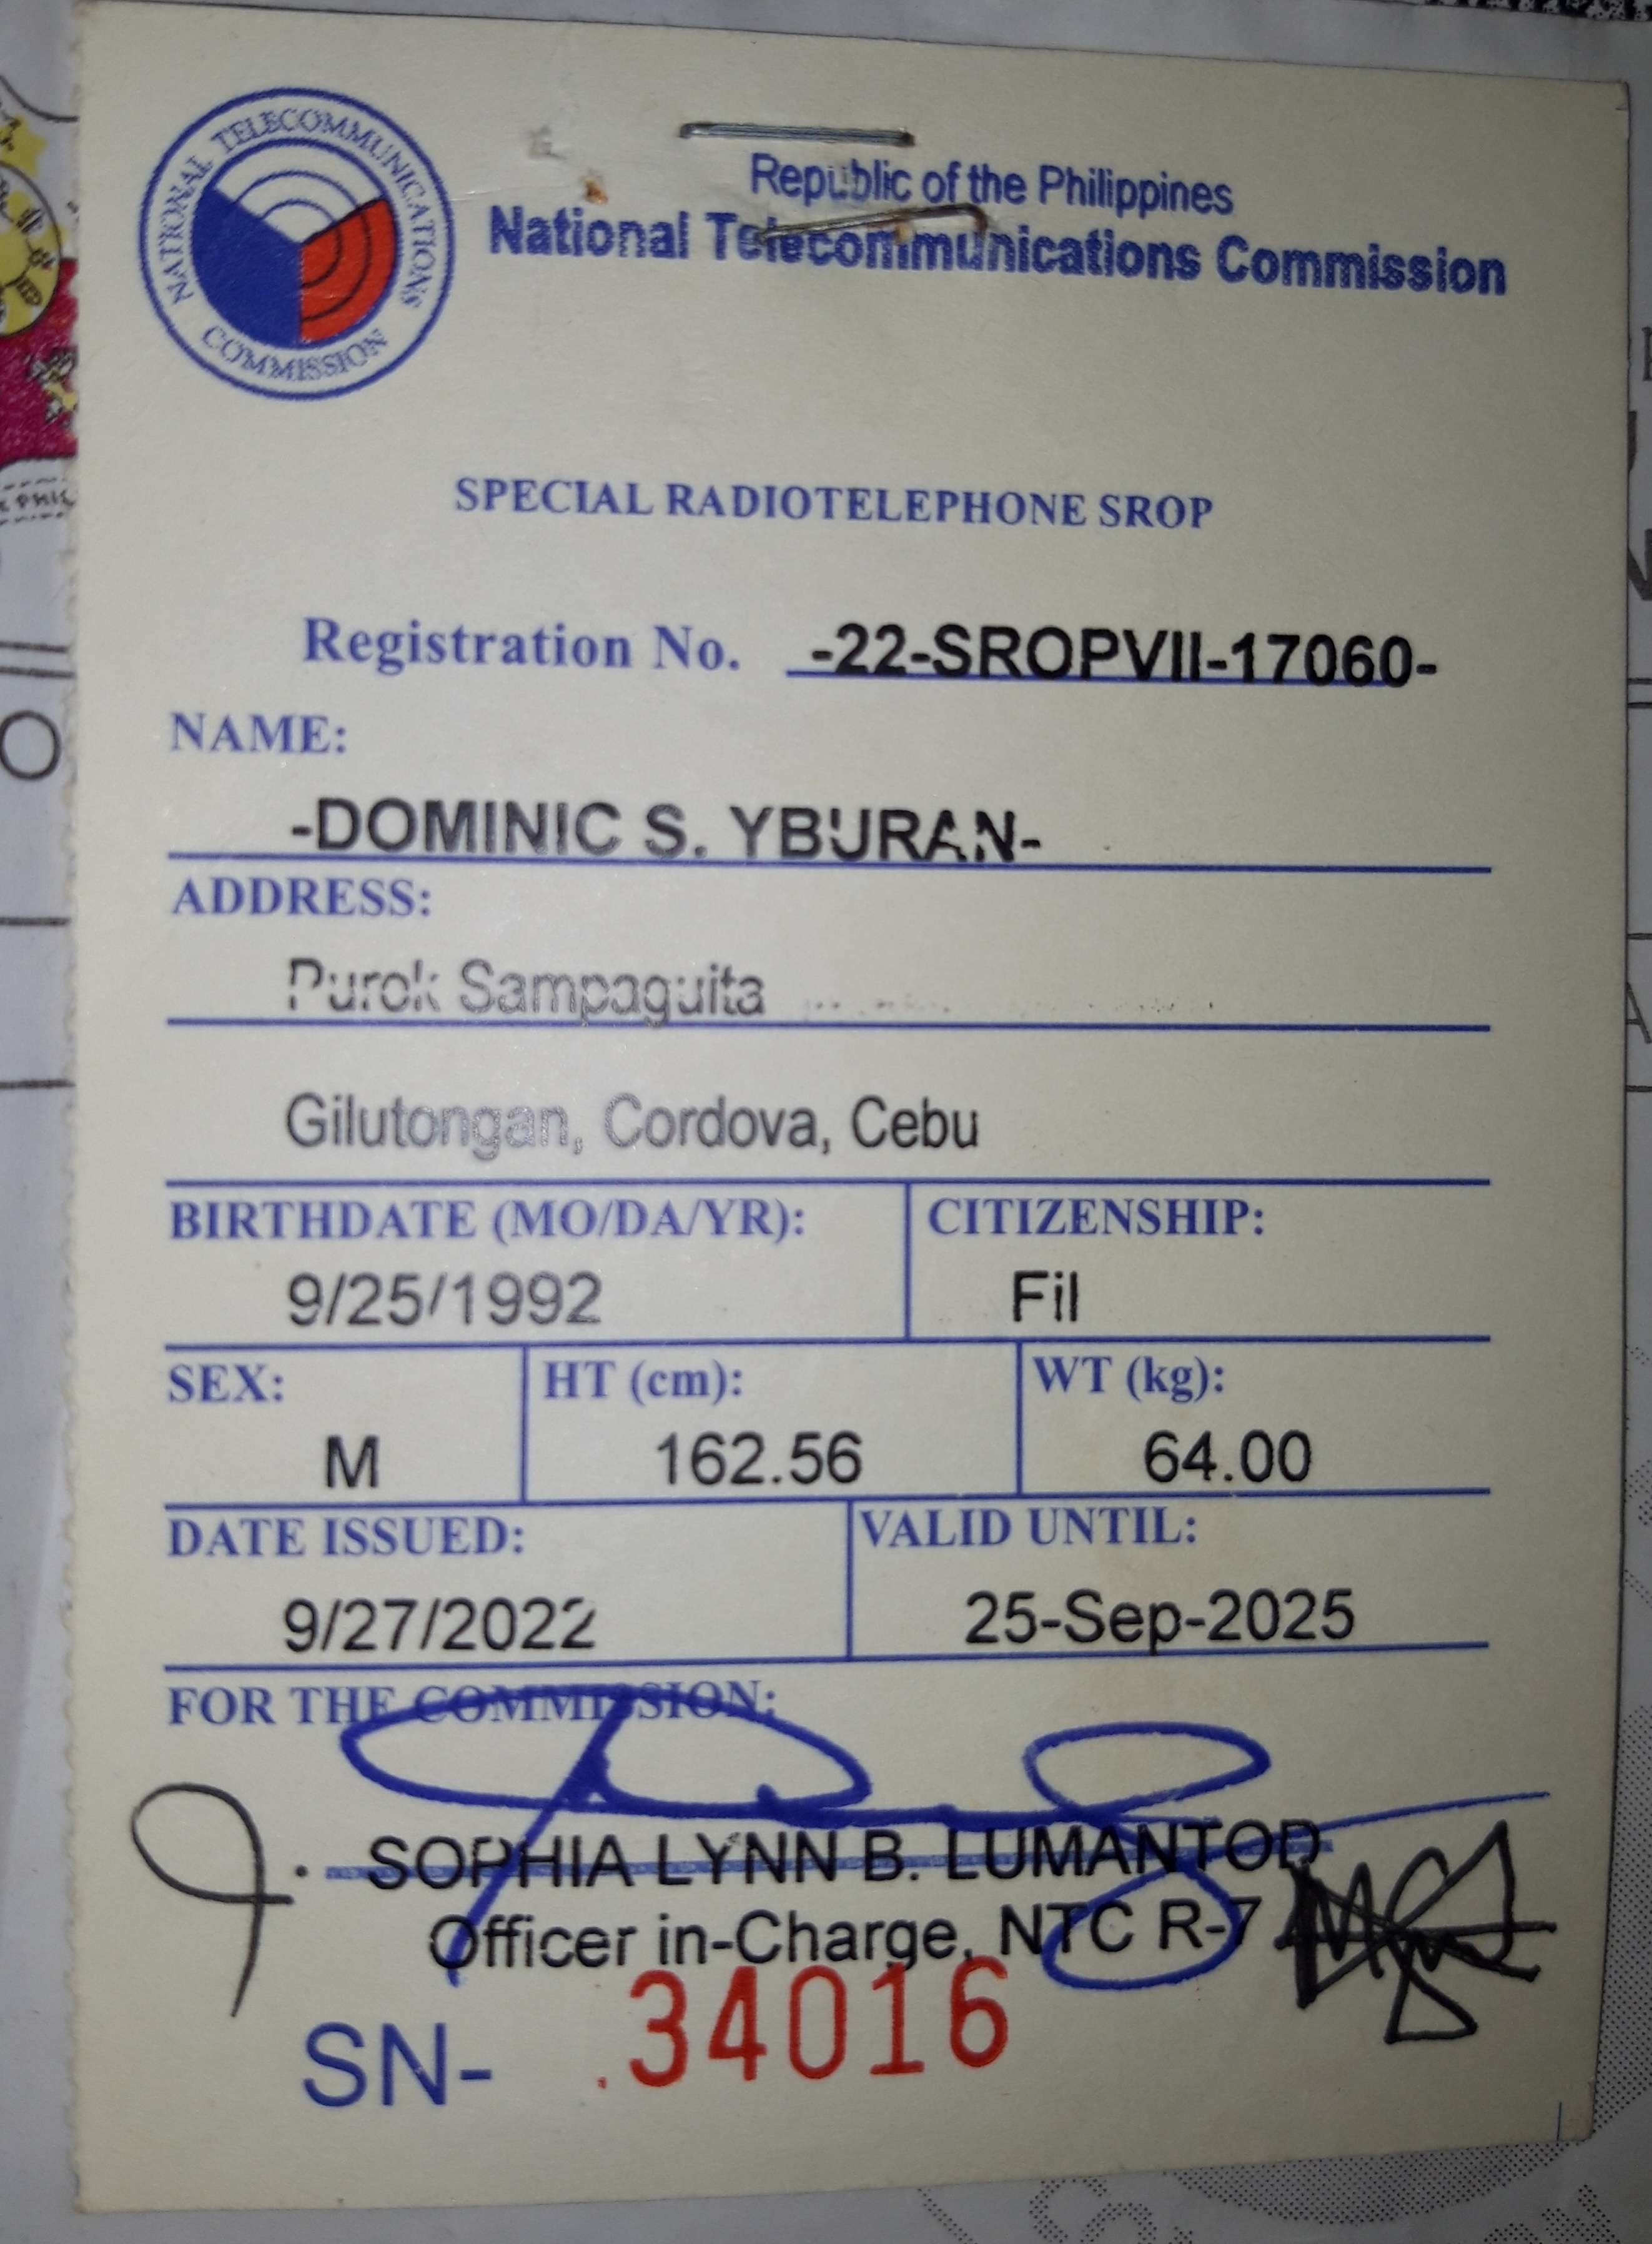 NATIONAL TELECOMMUNICATIONS
COMMISSION
Republic of the Philippines
National Telecommunications Commission
SPECIAL RADIOTELEPHONE SROP
Registration No. -22-SROPVII-17060-
NAME:
-DOMINIC S. YBURAN-
ADDRESS:
Purok Sampaguita
Gilutongan, Cordova, Cebu
BIRTHDATE (MO/DA/YR): CITIZENSHIP:
9/25/1992 Fil
SEX: HT (cm): WT (kg):
M 162.56 64.00
DATE ISSUED: VALID UNTIL:
9/27/2022 25-Sep-2025
FOR THE COMMISSION:
SOPHIA LYNN B. LUMANTOD
Officer in-Charge, NTC R-7
SN- 34016